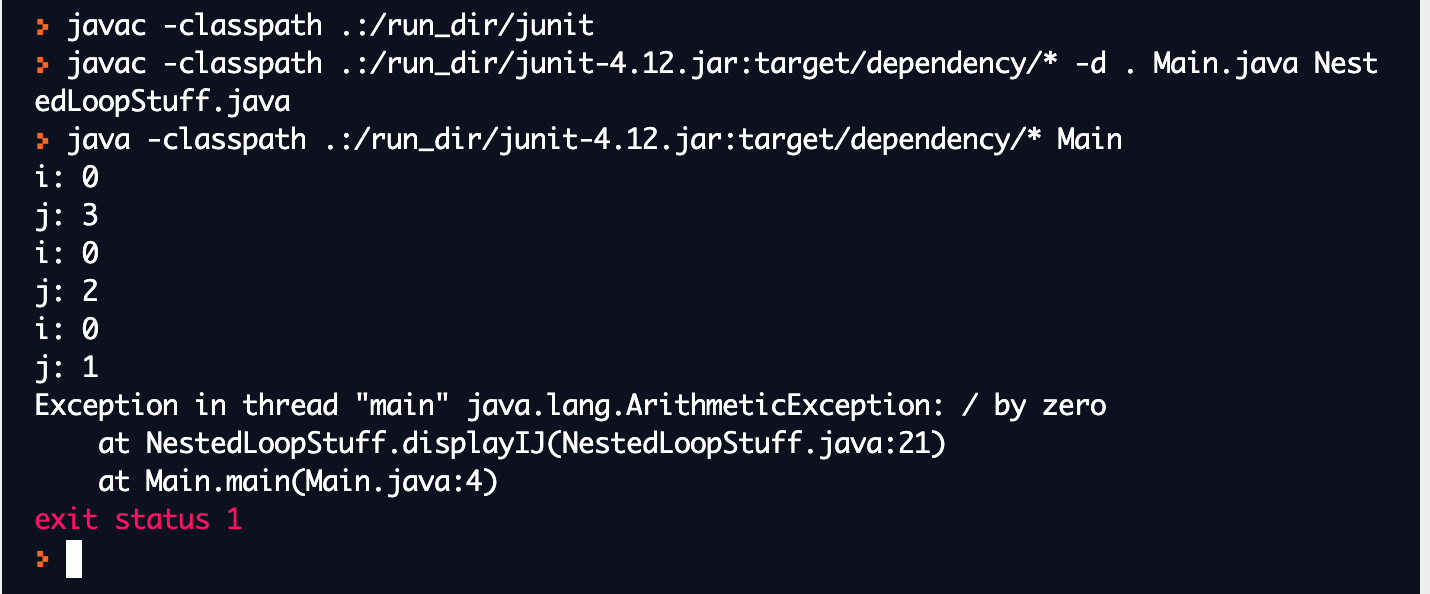 > javac -classpath .:/run_dir/junit
> javac -classpath .:/run_dir/junit-4.12.jar:target/dependency/* -d . Main.java Nest
edLoopStuff.java
> java -classpath .:/run_dir/junit-4.12.jar:target/dependency/* Main
i: 0
j: 3
i: 0
j: 2
i: 0
j: 1
Exception in thread "main" java.lang.ArithmeticException: / by zero
    at NestedLoopStuff.displayIJ(NestedLoopStuff.java:21)
    at Main.main(Main.java:4)
exit status 1
>